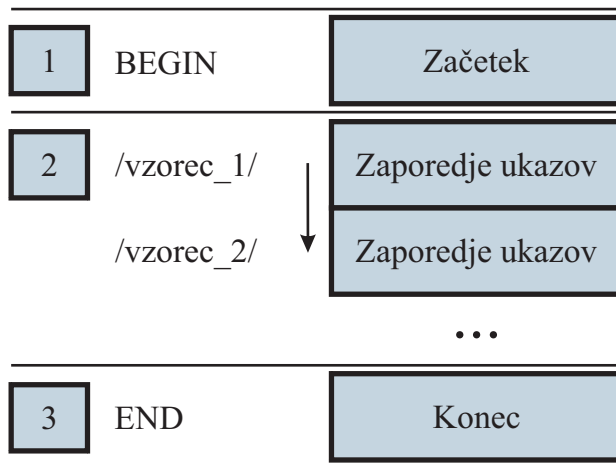 1 BEGIN Začetek
2 /vzorec_1/ Zaporedje ukazov
/vzorec_2/ Zaporedje ukazov
...
3 END Konec